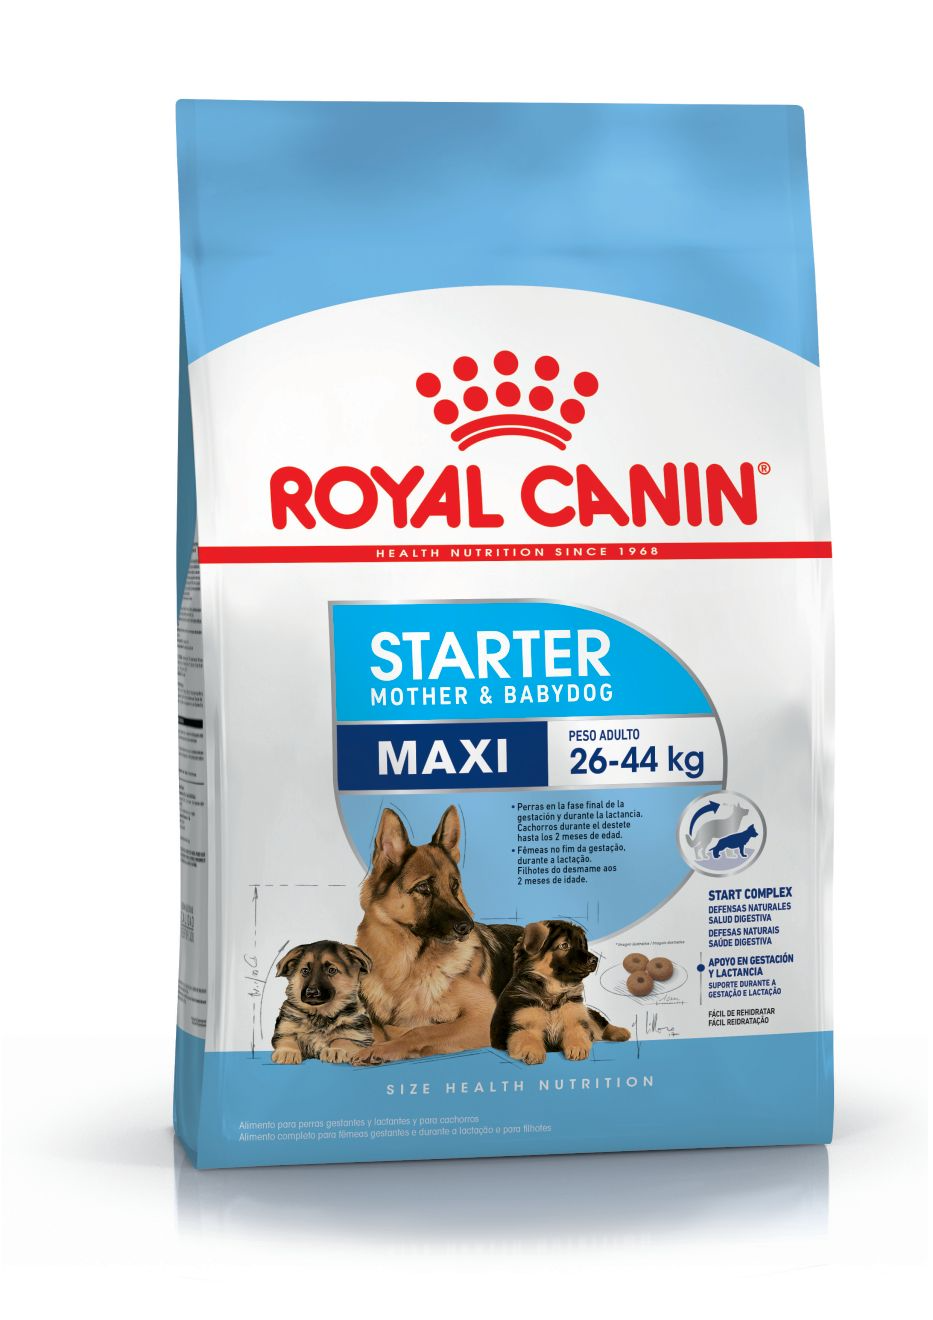 ROYAL CANIN®
HEALTH NUTRITION SINCE 1968
STARTER
MOTHER & BABYDOG
MAXI
PESO ADULTO
26-44 kg
• Perras en la fase final de la
gestación y durante la lactancia.
Cachorros durante el destete
hasta los 2 meses de edad.
• Fêmeas no fim da gestação,
durante a lactação.
Filhotes do desmame aos
2 meses de idade.
START COMPLEX
DEFENSAS NATURALES
SALUD DIGESTIVA
DEFESAS NATURAIS
SAÚDE DIGESTIVA
APOYO EN GESTACIÓN
Y LACTANCIA
SUPORTE DURANTE A
GESTAÇÃO E LACTAÇÃO
FÁCIL DE REHIDRATAR
FÁCIL REIDRATAÇÃO
SIZE HEALTH NUTRITION
Alimento para perras gestantes y lactantes y para cachorros
Alimento completo para fêmeas gestantes e durante a lactação e para filhotes